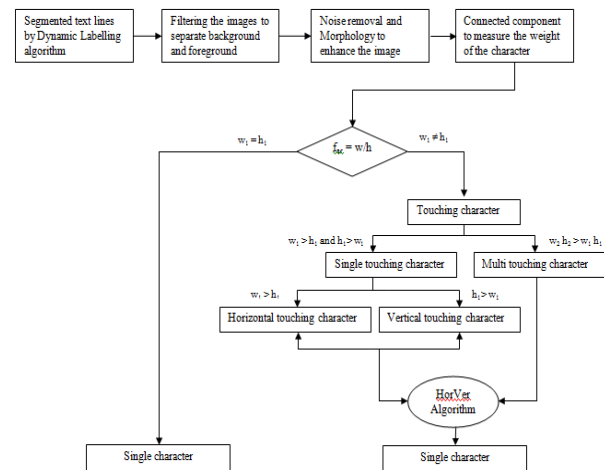 Segmented text lines
by Dynamic Labelling
algorithm
Filtering the images to
separate background
and foreground
Noise removal and
Morphology to
enhance the image
Connected component
to measure the weight
of the character
w₁ = h₁
f = w/h
w₁ ≠ h₁
Touching character
w₁ > h₁ and h₁ > w₁
w₂ h₂ > w₁ h₁
Single touching character
Multi touching character
w₁ > h₁
h₁ > w₁
Horizontal touching character
Vertical touching character
HorVer
Algorithm
Single character
Single character